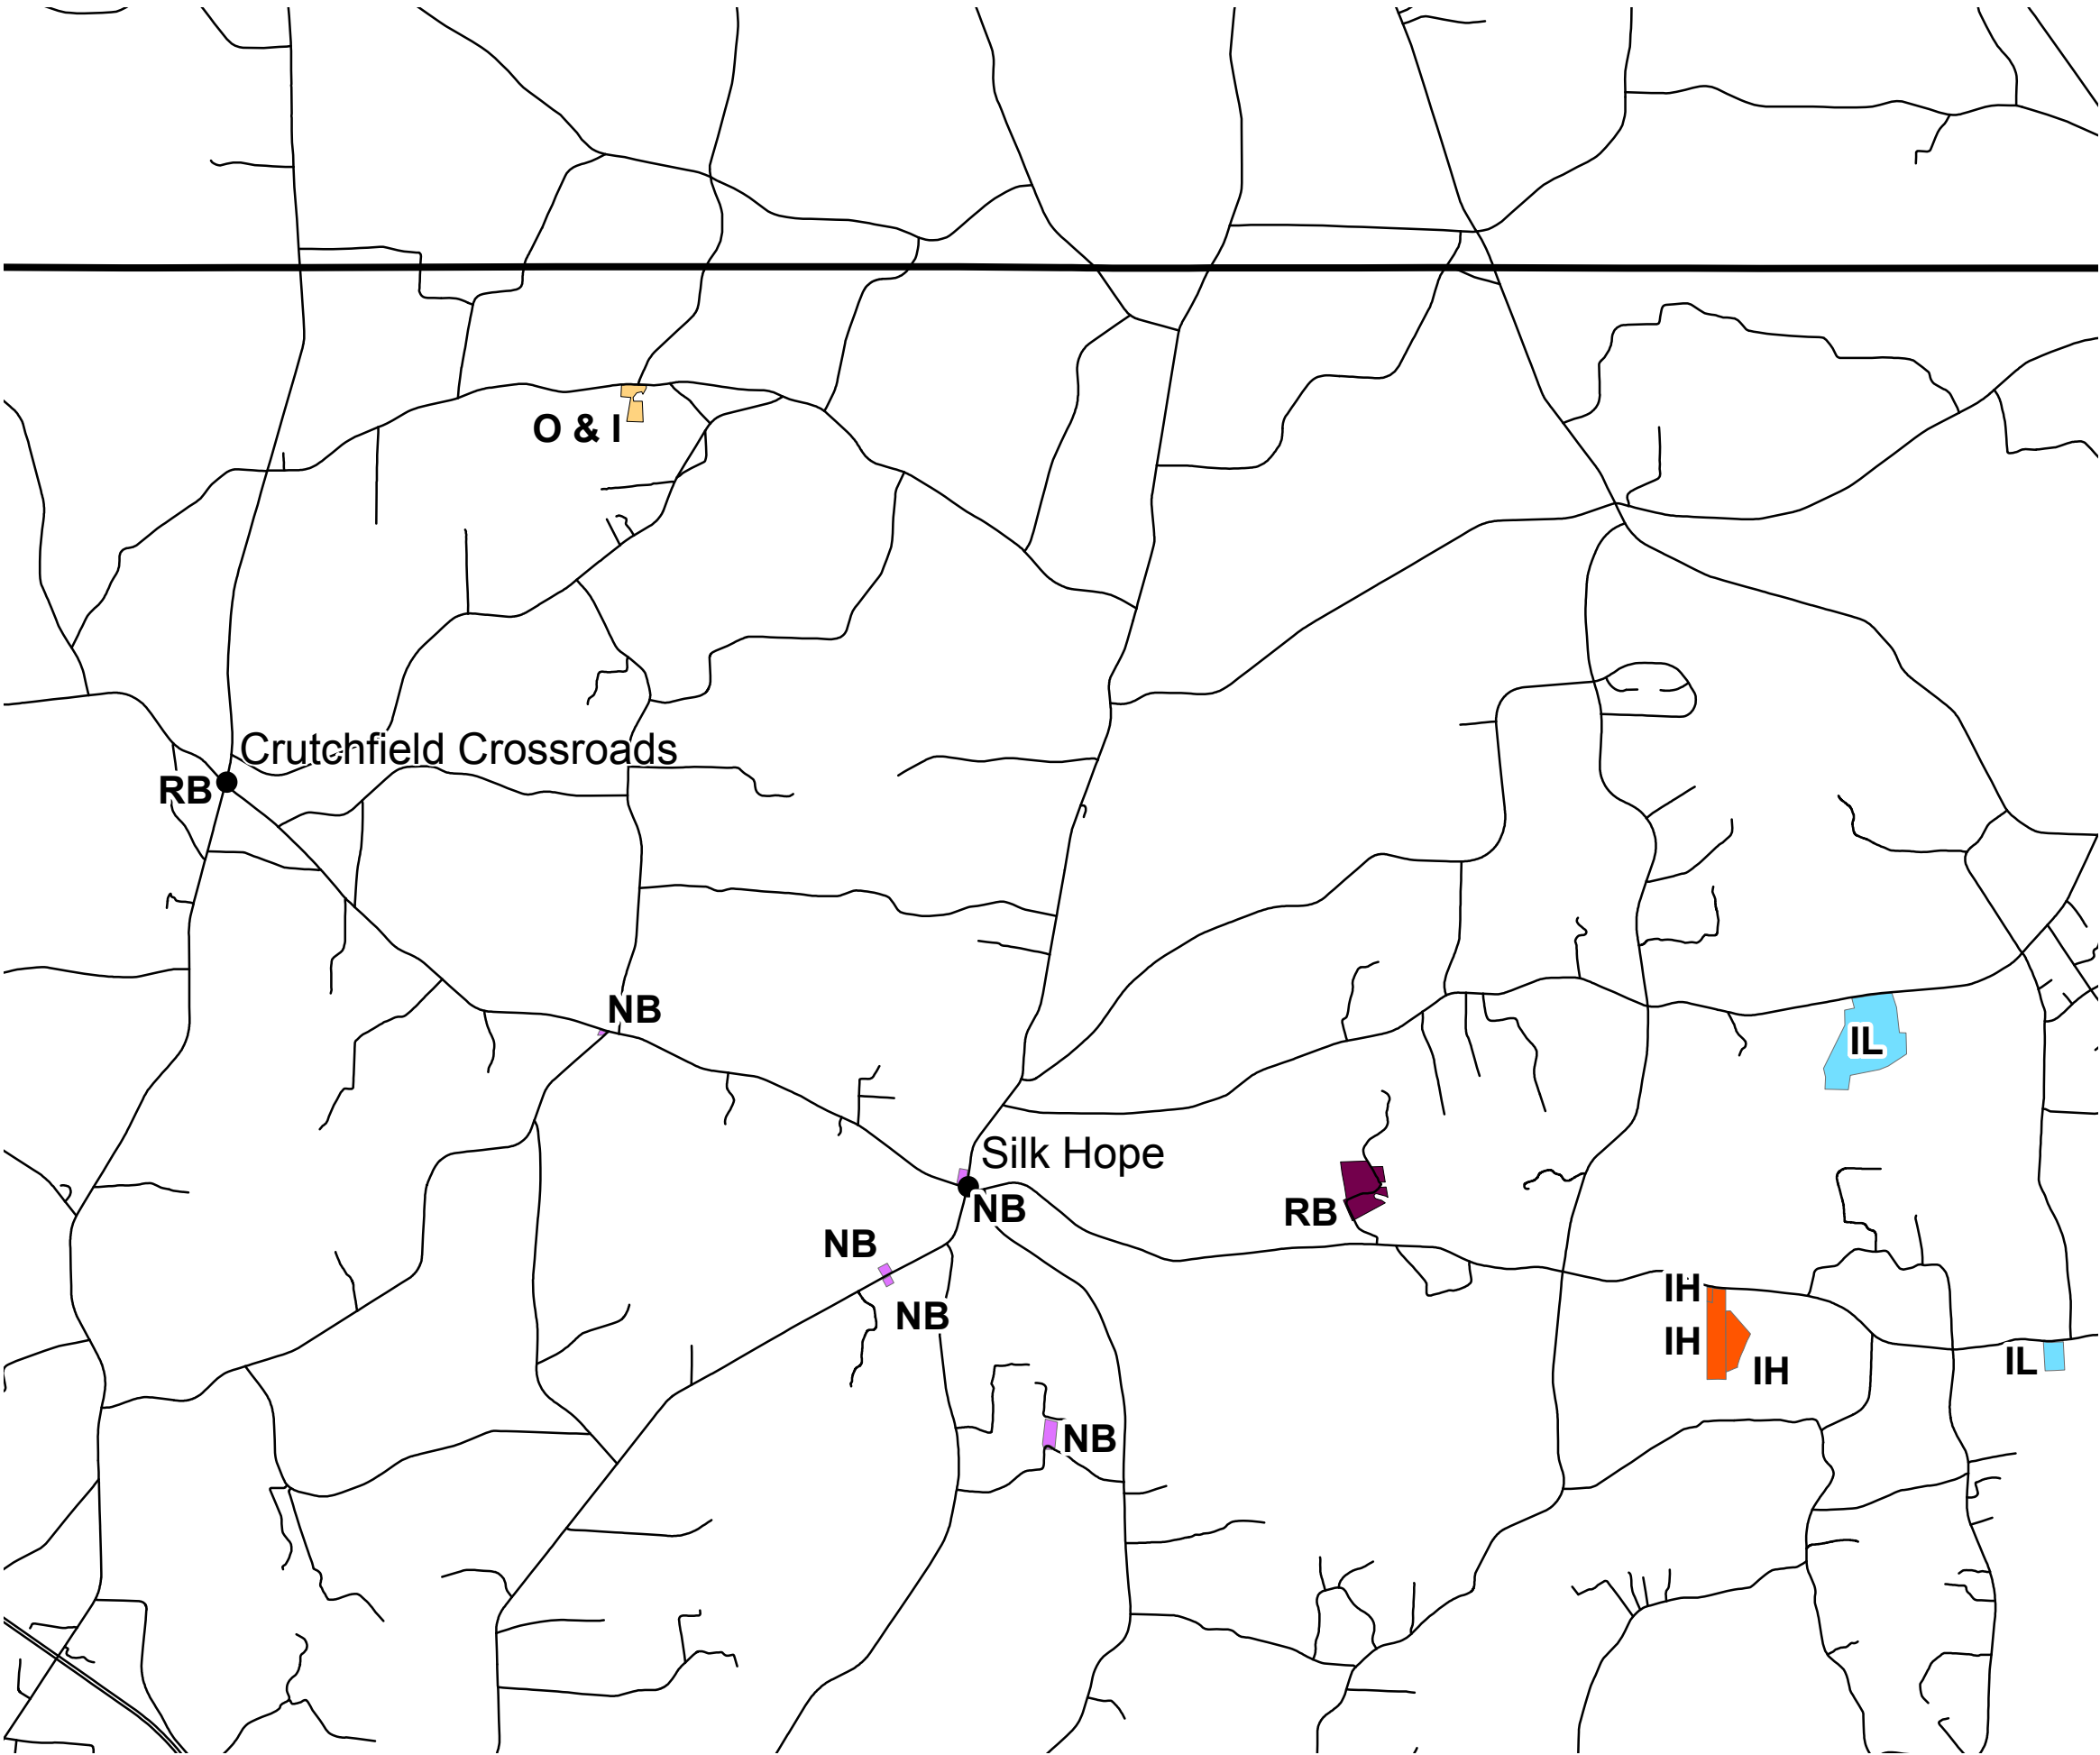 O & I
Crutchfield Crossroads
RB
NB
IL
Silk Hope
NB
RB
NB
NB
IH
IH
IH
IL
NB